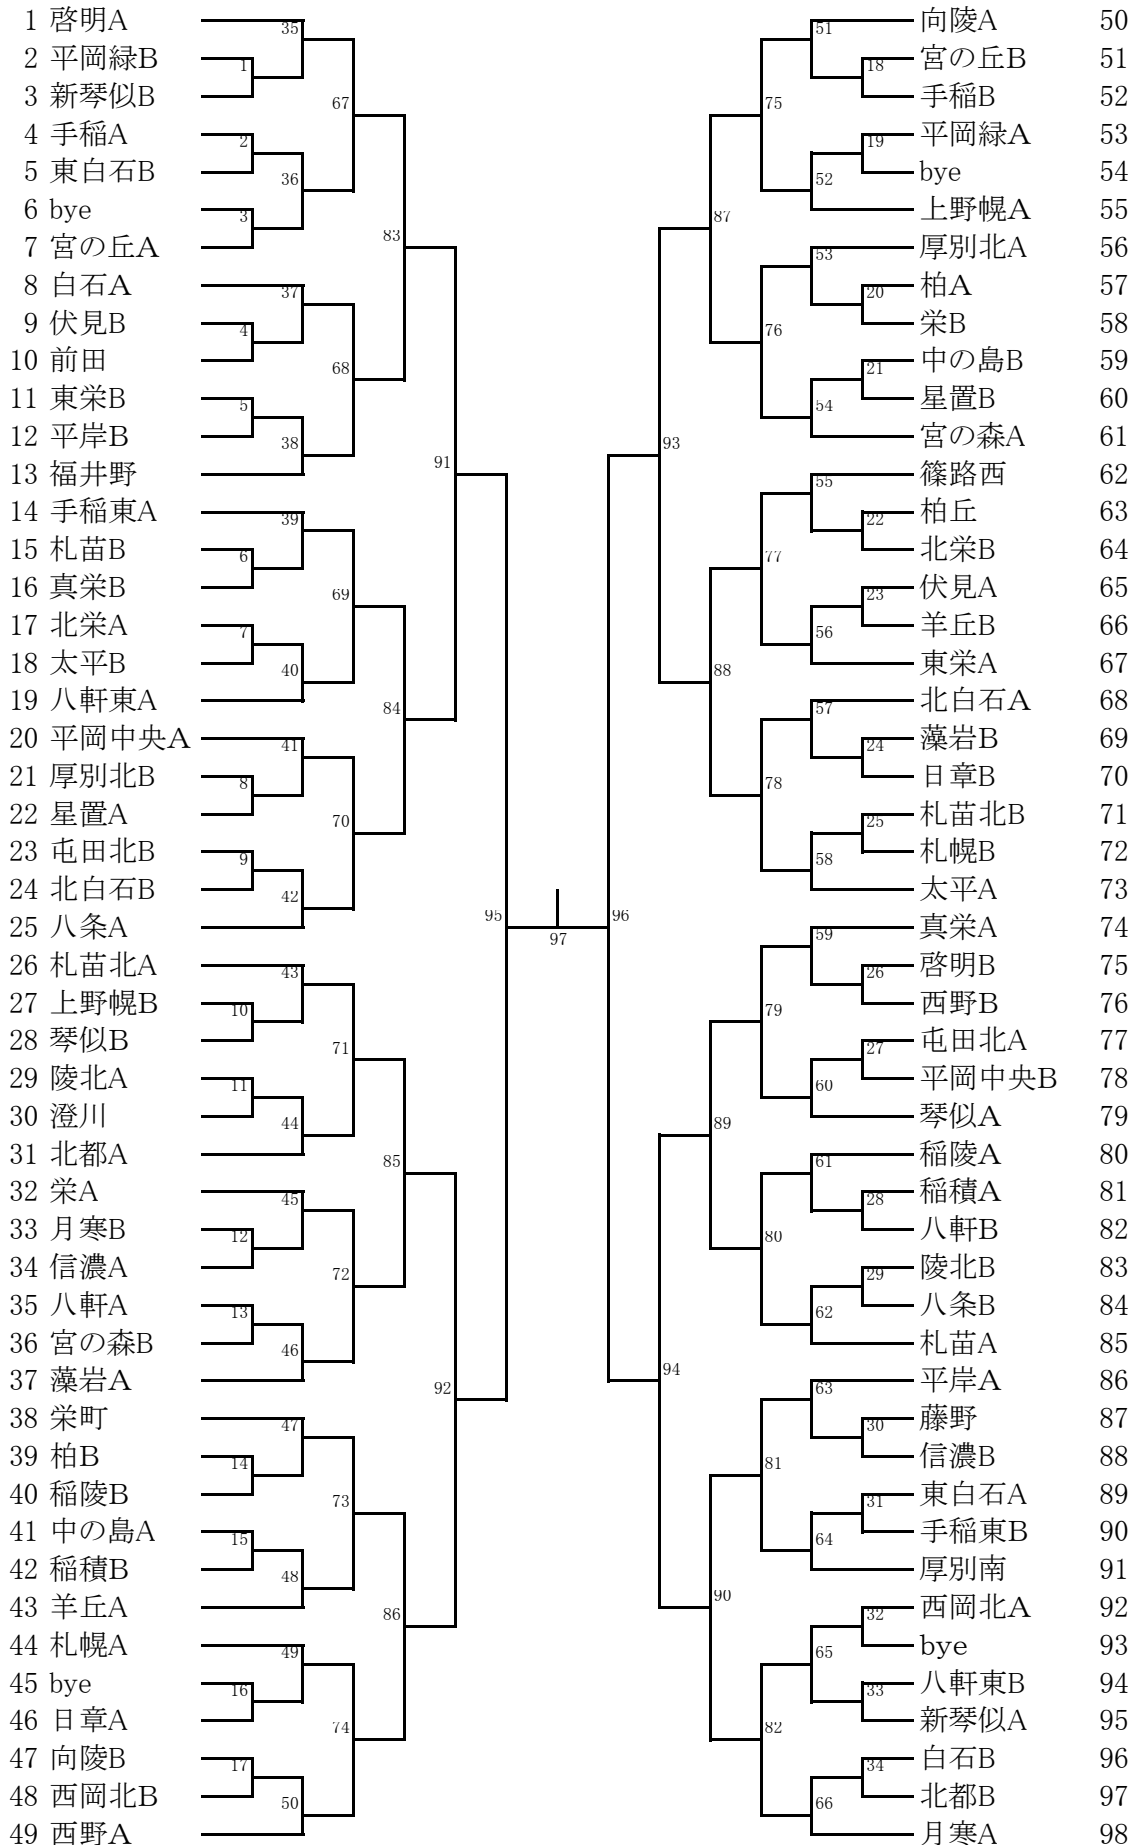 1 啓明A
2 平岡緑B
3 新琴似B
4 手稲A
5 東白石B
6 bye
7 宮の丘A
8 白石A
9 伏見B
10 前田
11 東栄B
12 平岸B
13 福井野
14 手稲東A
15 札苗B
16 真栄B
17 北栄A
18 太平B
19 八軒東A
20 平岡中央A
21 厚別北B
22 星置A
23 屯田北B
24 北白石B
25 八条A
26 札苗北A
27 上野幌B
28 琴似B
29 陵北A
30 澄川
31 北都A
32 栄A
33 月寒B
34 信濃A
35 八軒A
36 宮の森B
37 藻岩A
38 栄町
39 柏B
40 稲陵B
41 中の島A
42 稲積B
43 羊丘A
44 札幌A
45 bye
46 日章A
47 向陵B
48 西岡北B
49 西野A
1
2
3
4
5
6
7
8
9
10
11
12
13
14
15
16
17
35
36
37
38
39
40
41
42
43
44
45
46
47
48
49
50
67
68
69
70
71
72
73
74
83
84
85
86
91
92
95
97
96
93
94
87
88
89
90
75
76
77
78
79
80
81
82
51
52
53
54
55
56
57
58
59
60
61
62
63
64
65
66
18
19
20
21
22
23
24
25
26
27
28
29
30
31
32
33
34
向陵A 50
宮の丘B 51
手稲B 52
平岡緑A 53
bye 54
上野幌A 55
厚別北A 56
柏A 57
栄B 58
中の島B 59
星置B 60
宮の森A 61
篠路西 62
柏丘 63
北栄B 64
伏見A 65
羊丘B 66
東栄A 67
北白石A 68
藻岩B 69
日章B 70
札苗北B 71
札幌B 72
太平A 73
真栄A 74
啓明B 75
西野B 76
屯田北A 77
平岡中央B 78
琴似A 79
稲陵A 80
稲積A 81
八軒B 82
陵北B 83
八条B 84
札苗A 85
平岸A 86
藤野 87
信濃B 88
東白石A 89
手稲東B 90
厚別南 91
西岡北A 92
bye 93
八軒東B 94
新琴似A 95
白石B 96
北都B 97
月寒A 98